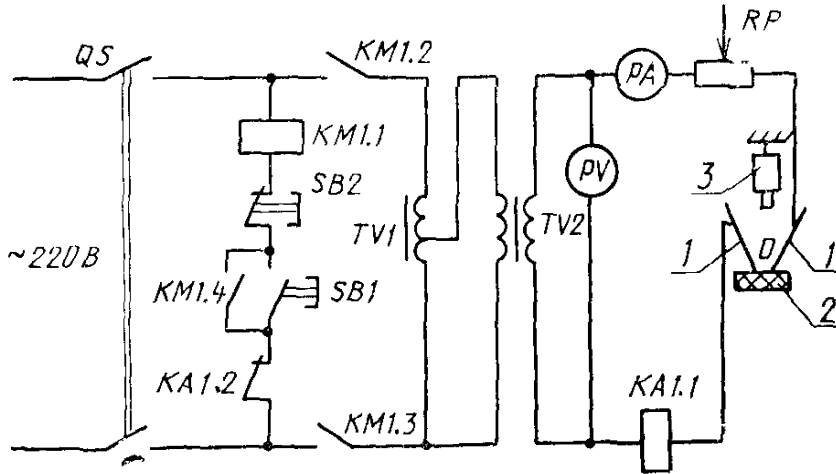 QS
KM1.2
PA
RP
KM1.1
SB2
PV
3
TV1
TV2
~220В
1
D
1
KM1.4
SB1
2
KA1.2
KA1.1
KM1.3